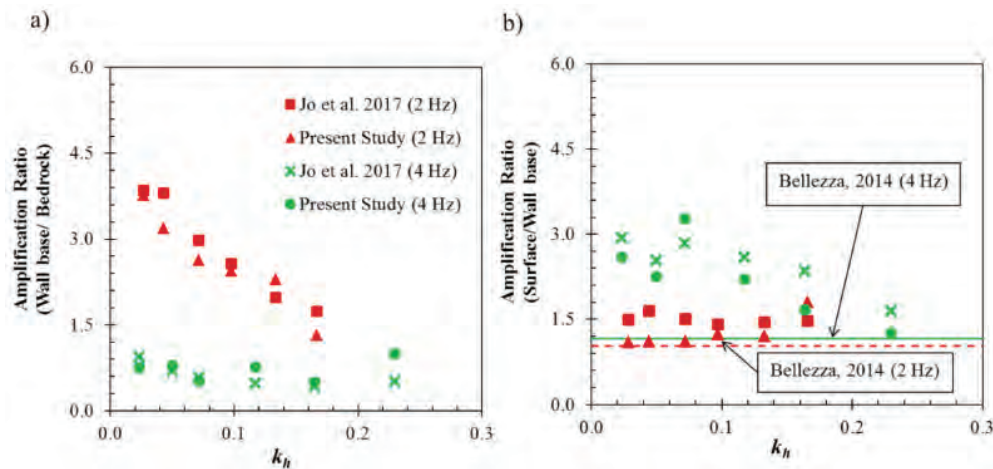 a)
Amplification Ratio
(Wall base/ Bedrock)
6.0
4.5
3.0
1.5
0.0
Jo et al. 2017 (2 Hz)
Present Study (2 Hz)
Jo et al. 2017 (4 Hz)
Present Study (4 Hz)
0.0 0.1 0.2 0.3
k_h
b)
Amplification Ratio
(Surface/Wall base)
6.0
4.5
3.0
1.5
0.0
Bellezza, 2014 (4 Hz)
Bellezza, 2014 (2 Hz)
0.0 0.1 0.2 0.3
k_h